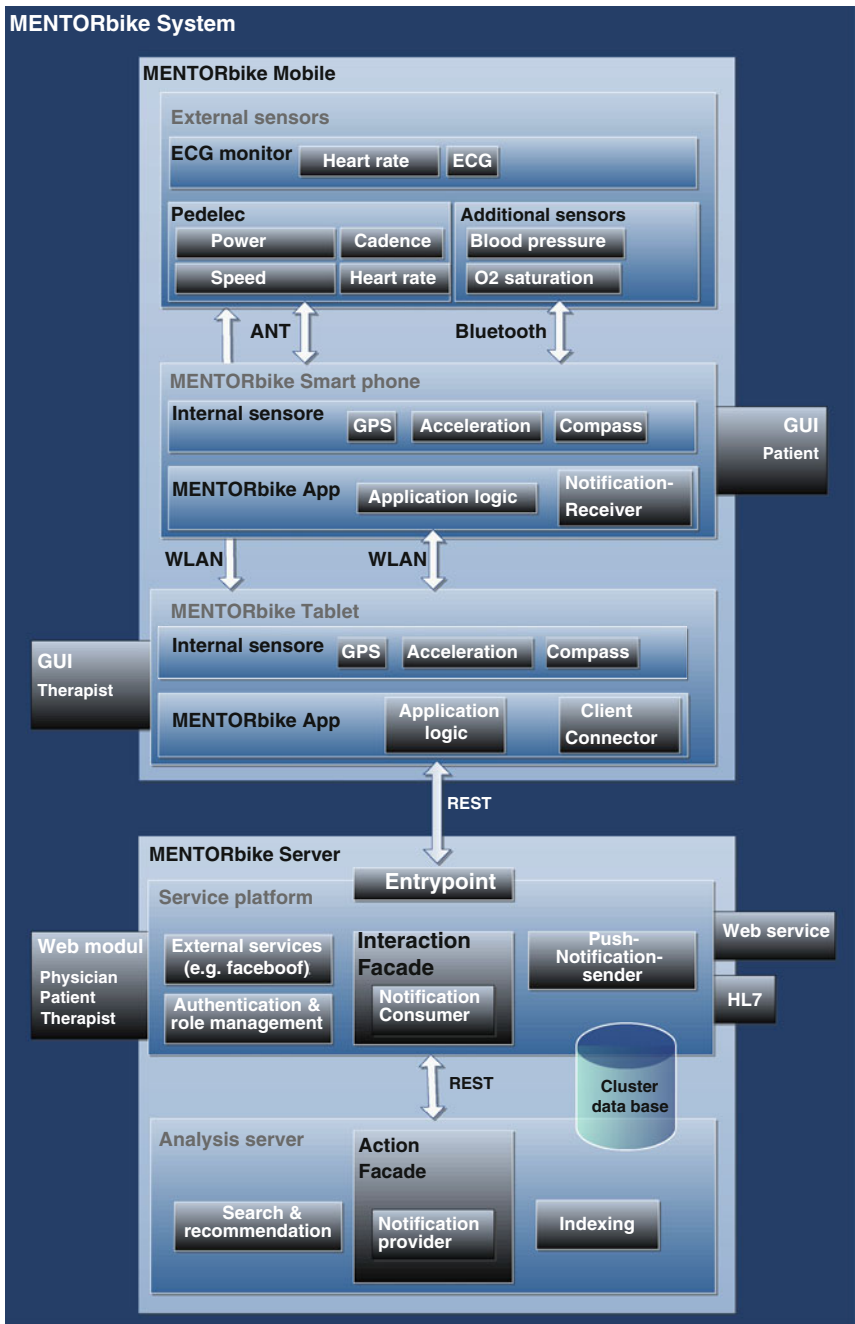 MENTORbike System
MENTORbike Mobile
External sensors
ECG monitor
Heart rate
ECG
Pedelec
Power
Cadence
Speed
Heart rate
Additional sensors
Blood pressure
O2 saturation
ANT
Bluetooth
MENTORbike Smart phone
Internal sensore
GPS
Acceleration
Compass
MENTORbike App
Application logic
Notification-
Receiver
GUI
Patient
WLAN
WLAN
MENTORbike Tablet
Internal sensore
GPS
Acceleration
Compass
GUI
Therapist
MENTORbike App
Application
logic
Client
Connector
REST
MENTORbike Server
Entrypoint
Service platform
Web modul
Physician
Patient
Therapist
External services
(e.g. faceboof)
Authentication &
role management
Interaction
Facade
Notification
Consumer
Push-
Notification-
sender
Web service
HL7
REST
Cluster
data base
Analysis server
Action
Facade
Search &
recommendation
Notification
provider
Indexing